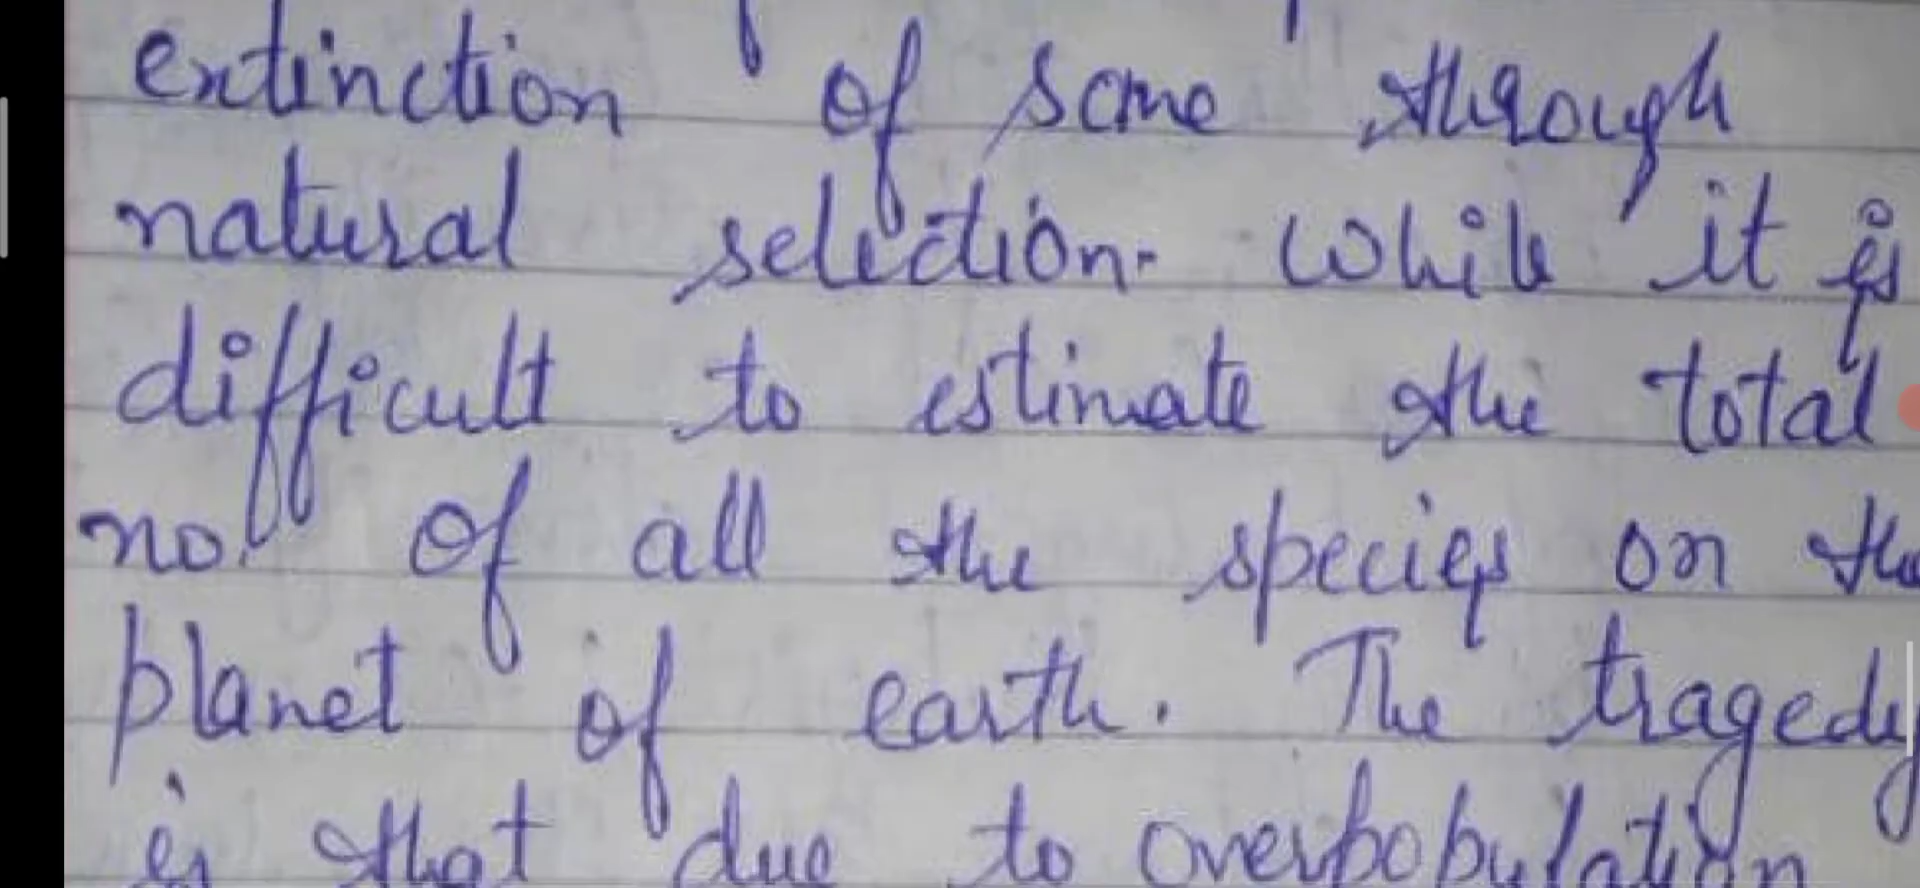 extinction of some through
natural selection. While it is
difficult to estimate the total
no. of all the species on the
planet of earth. The tragedy
is that due to overpopulation